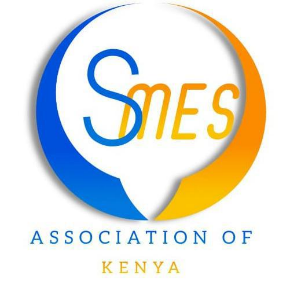 SMES
ASSOCIATION OF
KENYA